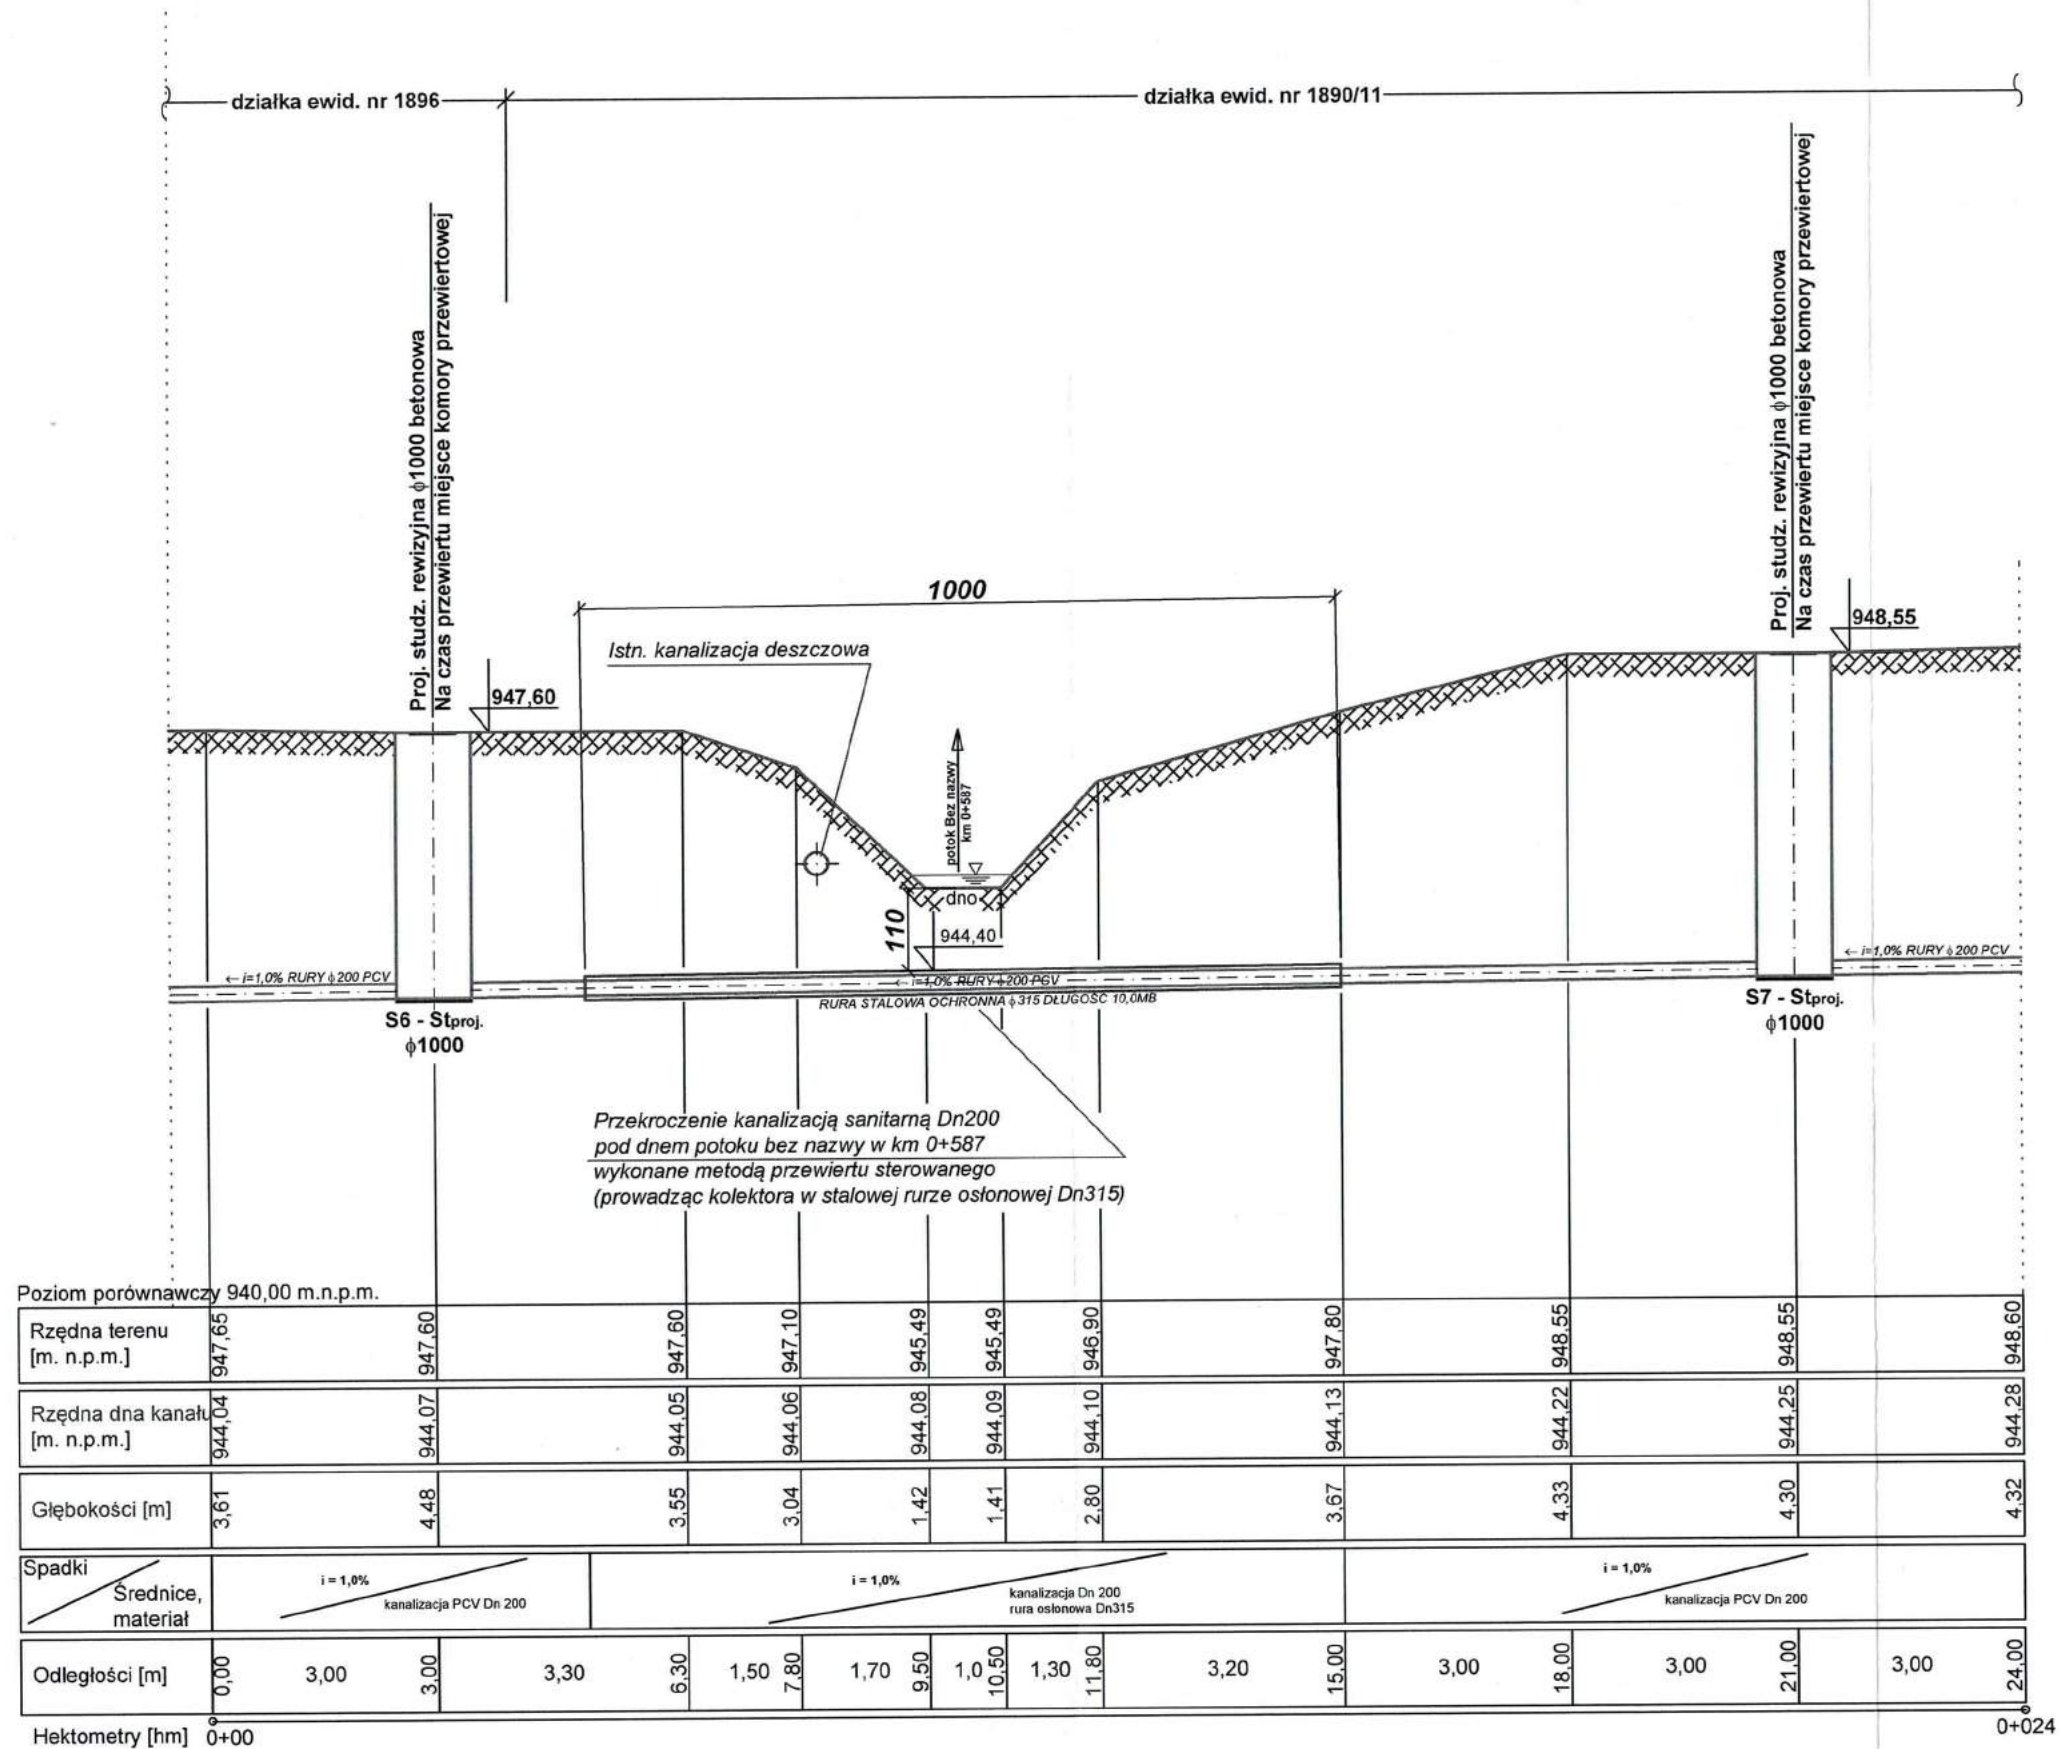 działka ewid. nr 1896
działka ewid. nr 1890/11
Proj. studz. rewizyjna ϕ1000 betonowa
Na czas przewiertu miejsce komory przewiertowej
Proj. studz. rewizyjna ϕ1000 betonowa
Na czas przewiertu miejsce komory przewiertowej
1000
Istn. kanalizacja deszczowa
947,60
948,55
potok Bez nazwy
km 0+587
dno
110
944,40
← i=1,0% RURY ϕ200 PCV
← i=1,0% RURY ϕ200 PCV
← i=1,0% RURY ϕ200 PCV
RURA STALOWA OCHRONNA ϕ315 DŁUGOŚĆ 10,0MB
S6 - Stproj.
ϕ1000
S7 - Stproj.
ϕ1000
Przekroczenie kanalizacją sanitarną Dn200
pod dnem potoku bez nazwy w km 0+587
wykonane metodą przewiertu sterowanego
(prowadząc kolektora w stalowej rurze osłonowej Dn315)
Poziom porównawczy 940,00 m.n.p.m.
Rzędna terenu
[m. n.p.m.]
947,65 947,60 947,60 947,10 945,49 945,49 946,90 947,80 948,55 948,55 948,60
Rzędna dna kanału
[m. n.p.m.]
944,04 944,07 944,05 944,06 944,08 944,09 944,10 944,13 944,22 944,25 944,28
Głębokości [m]
3,61 4,48 3,55 3,04 1,42 1,41 2,80 3,67 4,33 4,30 4,32
Spadki
Średnice,
materiał
i = 1,0%
kanalizacja PCV Dn 200
i = 1,0%
kanalizacja Dn 200
rura osłonowa Dn315
i = 1,0%
kanalizacja PCV Dn 200
Odległości [m]
0,00 3,00 3,00 3,30 6,30 1,50 7,80 1,70 9,50 1,0 10,50 1,30 11,80 3,20 15,00 3,00 18,00 3,00 21,00 3,00 24,00
Hektometry [hm] 0+00 0+024